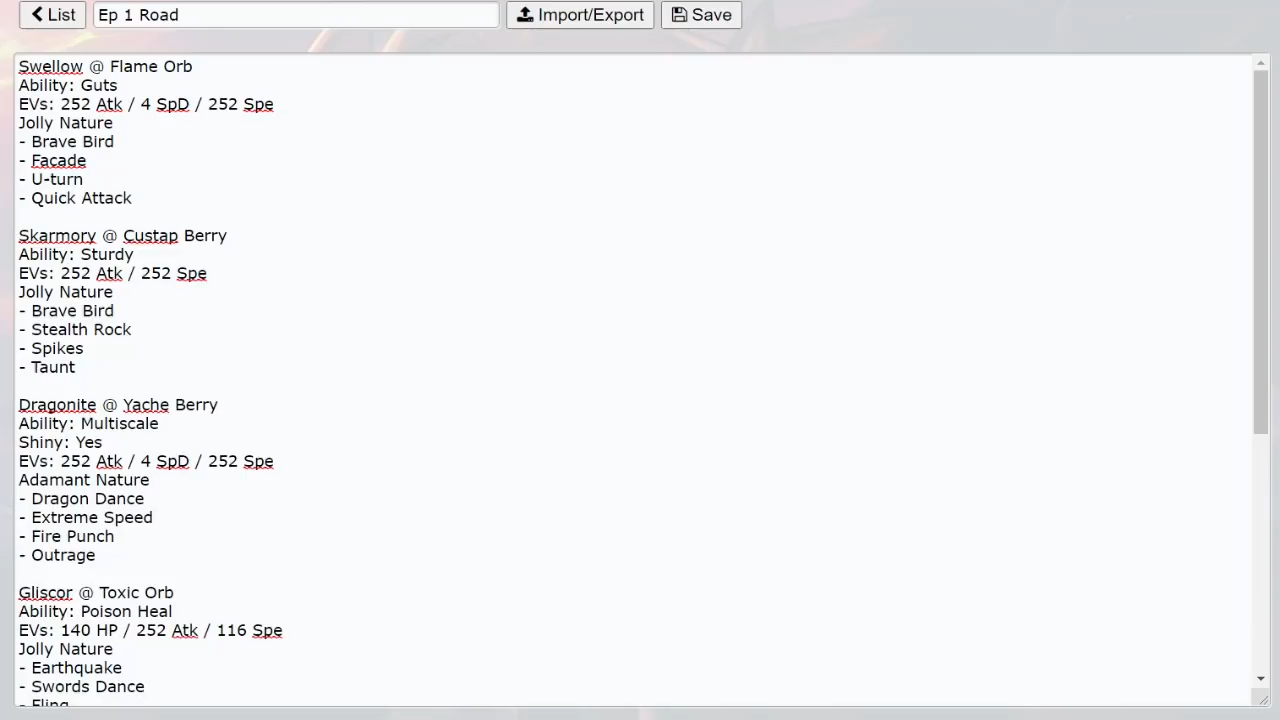 List
Ep 1 Road
Import/Export
Save
Swellow @ Flame Orb
Ability: Guts
EVs: 252 Atk / 4 SpD / 252 Spe
Jolly Nature
- Brave Bird
- Facade
- U-turn
- Quick Attack
Skarmory @ Custap Berry
Ability: Sturdy
EVs: 252 Atk / 252 Spe
Jolly Nature
- Brave Bird
- Stealth Rock
- Spikes
- Taunt
Dragonite @ Yache Berry
Ability: Multiscale
Shiny: Yes
EVs: 252 Atk / 4 SpD / 252 Spe
Adamant Nature
- Dragon Dance
- Extreme Speed
- Fire Punch
- Outrage
Gliscor @ Toxic Orb
Ability: Poison Heal
EVs: 140 HP / 252 Atk / 116 Spe
Jolly Nature
- Earthquake
- Swords Dance
- Fling